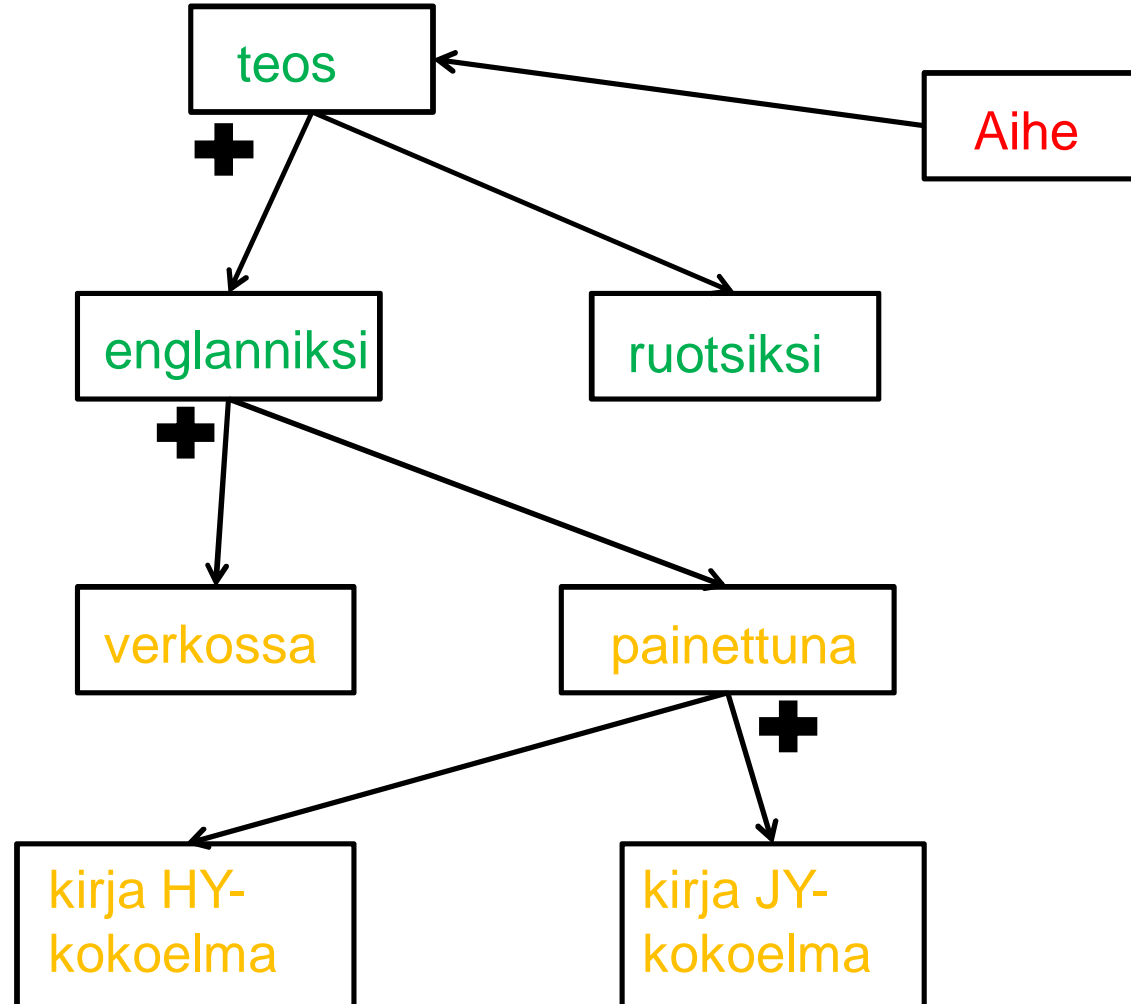 teos
Aihe
englanniksi
ruotsiksi
verkossa
painettuna
kirja HY-
kokoelma
kirja JY-
kokoelma